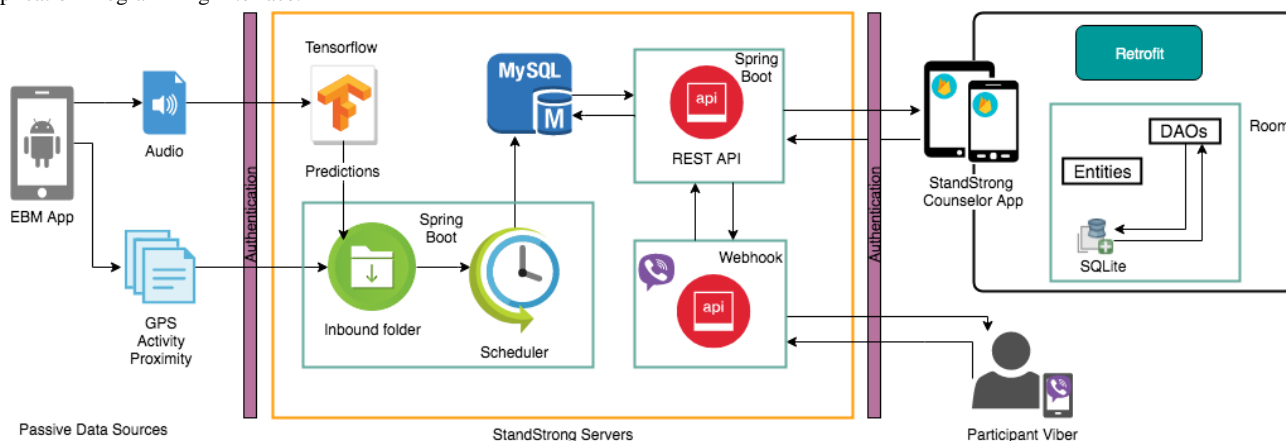 Tensorflow
MySQL
M
Spring
Boot
api
REST API
Retrofit
DAOs
Room
Entities
SQLite
StandStrong
Counselor App
Audio
EBM App
Predictions
Authentication
Spring
Boot
Inbound folder
Scheduler
Webhook
api
Authentication
GPS
Activity
Proximity
Passive Data Sources
StandStrong Servers
Participant Viber